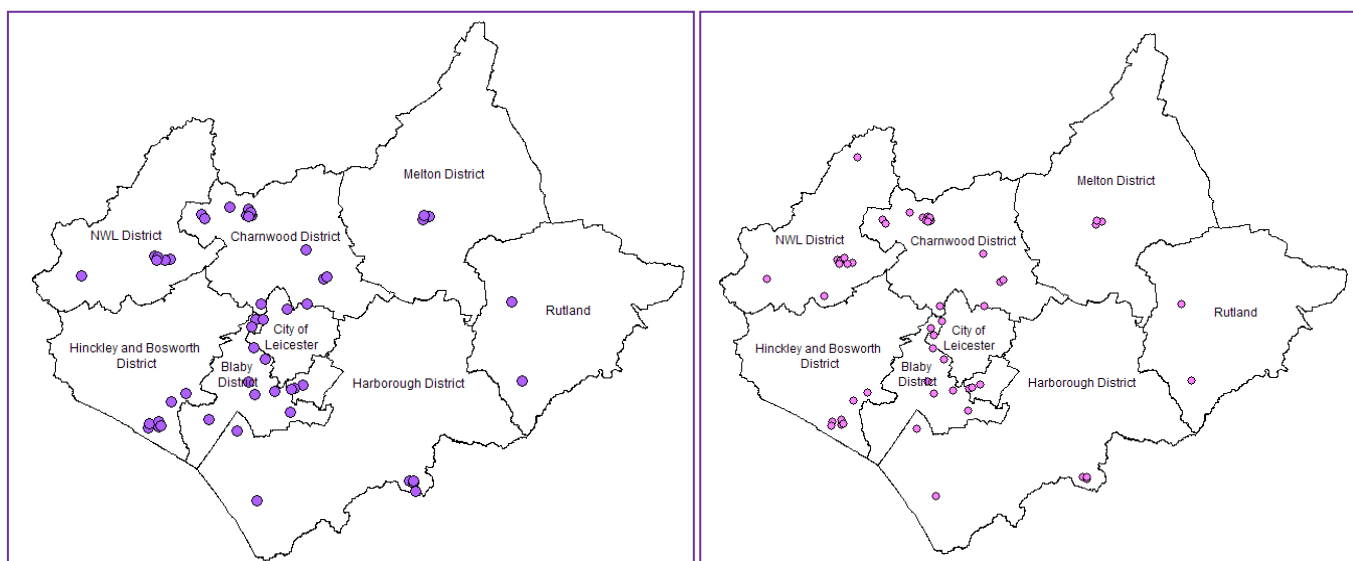 Melton District
NWL District
Charnwood District
Rutland
City of
Leicester
Hinckley and Bosworth
District
Blaby
District
Harborough District
Melton District
NWL District
Charnwood District
Rutland
City of
Leicester
Hinckley and Bosworth
District
Blaby
District
Harborough District